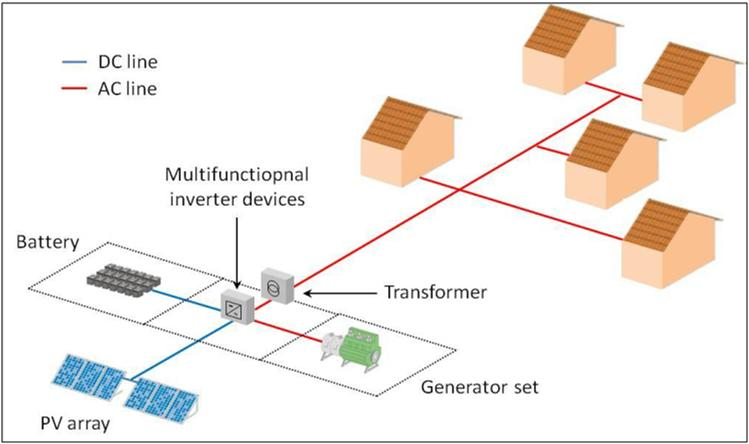 DC line
AC line
Multifunctiopnal
inverter devices
Battery
Transformer
Generator set
PV array